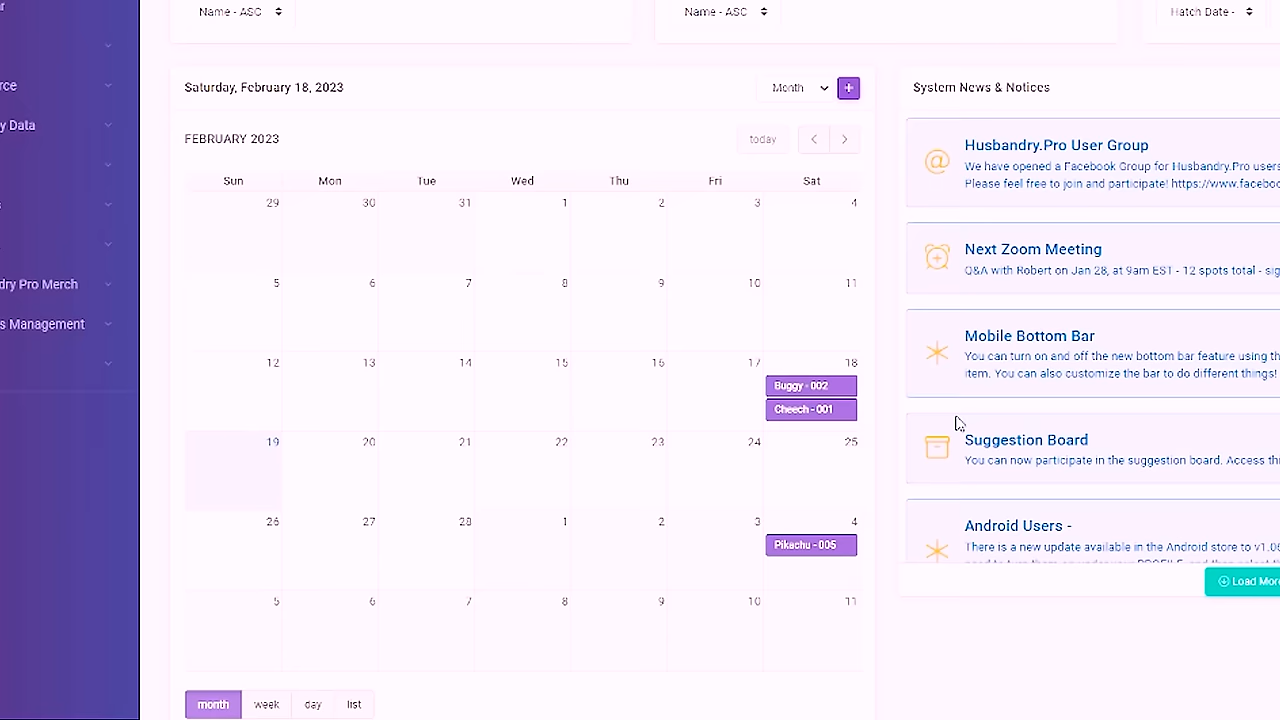 Name - ASC
Name - ASC
Hatch Date -
rce
y Data
s
dry Pro Merch
s Management
Saturday, February 18, 2023
Month
+
FEBRUARY 2023
today
Sun Mon Tue Wed Thu Fri Sat
29 30 31 1 2 3 4
5 6 7 8 9 10 11
12 13 14 15 16 17 18
Buggy - 002
Cheech - 001
19 20 21 22 23 24 25
26 27 28 1 2 3 4
Pikachu - 005
5 6 7 8 9 10 11
month week day list
System News & Notices
Husbandry.Pro User Group
We have opened a Facebook Group for Husbandry.Pro users
Please feel free to join and participate! https://www.faceboo
Next Zoom Meeting
Q&A with Robert on Jan 28, at 9am EST - 12 spots total - sig
Mobile Bottom Bar
You can turn on and off the new bottom bar feature using th
item. You can also customize the bar to do different things!
Suggestion Board
You can now participate in the suggestion board. Access thi
Android Users -
There is a new update available in the Android store to v1.06
Load More